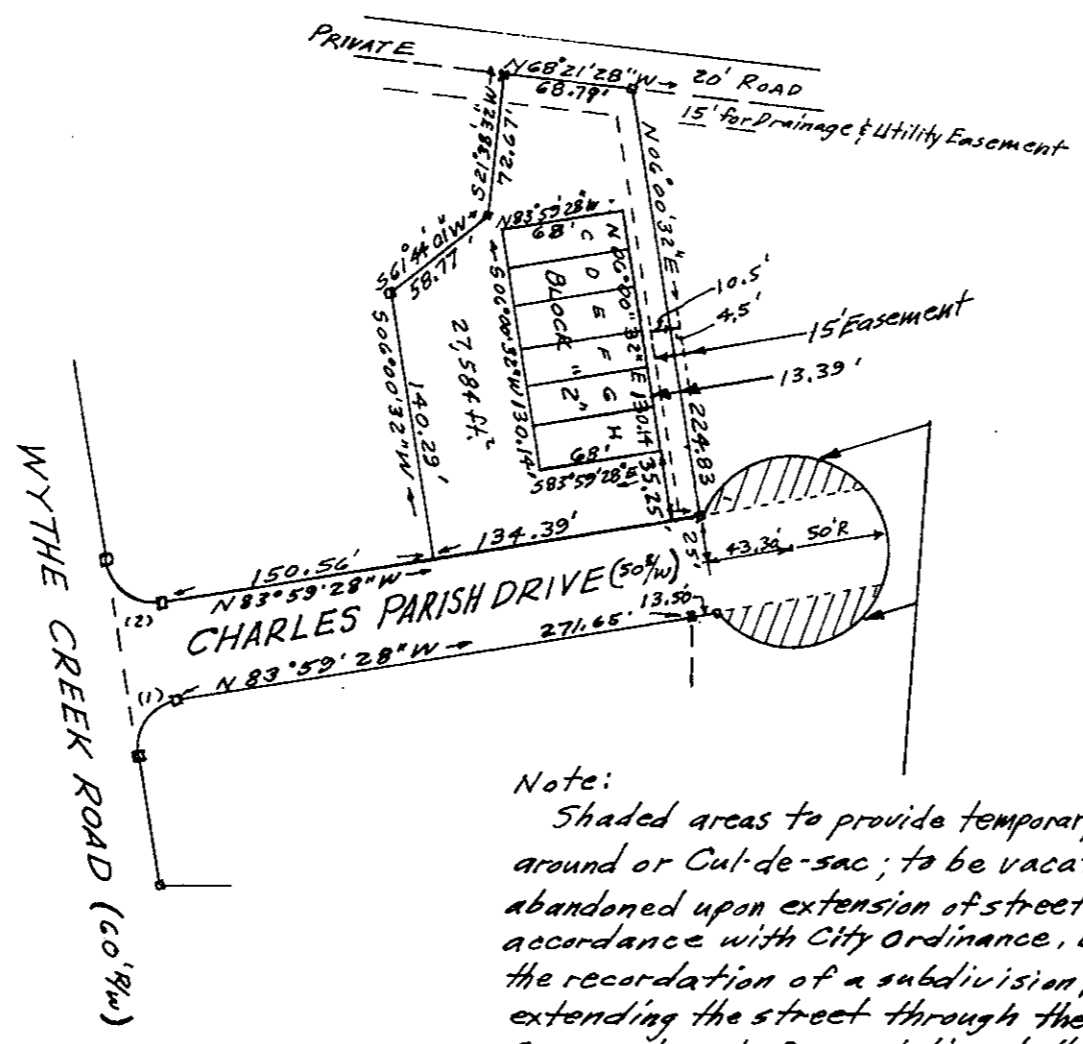 PRIVATE
N68°21'28"W
68.79'
20' ROAD
15' for Drainage & Utility Easement
S12°38'32"W
72.67'
N06°00'32"E
224.83
S61°44'01"W
58.77'
N83°59'28"W
68'
N06°00'32"E 130.14
C
D
E
F
G
H
BLOCK "2"
S06°00'32"W 130.14'
68'
S83°59'28"E
35.25'
10.5'
4.5'
15' Easement
13.39'
27,584 ft.²
S06°00'32"W
140.29'
134.39'
150.56'
N83°59'28"W
(2)
CHARLES PARISH DRIVE (50'R/W)
25'
43.30'
50'R
13.50'
271.65'
N 83°59'28"W
(1)
WYTHE CREEK ROAD (60'R/W)
Note:
Shaded areas to provide temporar
around or Cul-de-sac; to be vacat
abandoned upon extension of street
accordance with City Ordinance,
the recordation of a subdivision
extending the street through the